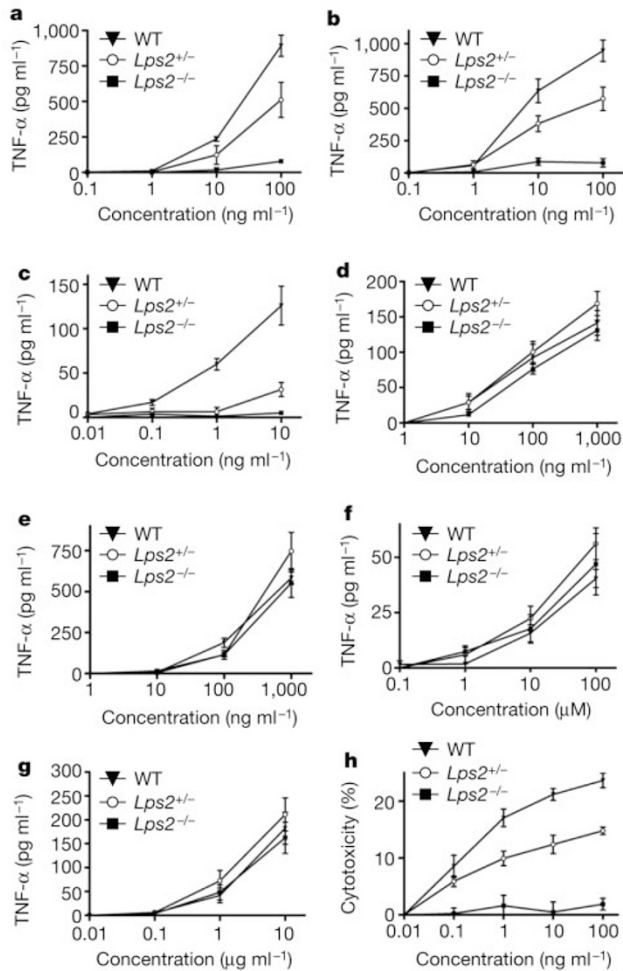 a
WT
Lps2+/−
Lps2−/−
TNF-α (pg ml−1)
1,000
750
500
250
0
0.1 1 10 100
Concentration (ng ml−1)
b
WT
Lps2+/−
Lps2−/−
TNF-α (pg ml−1)
1,000
750
500
250
0
0.1 1 10 100
Concentration (ng ml−1)
c
WT
Lps2+/−
Lps2−/−
TNF-α (pg ml−1)
150
100
50
0
0.01 0.1 1 10
Concentration (ng ml−1)
d
WT
Lps2+/−
Lps2−/−
TNF-α (pg ml−1)
200
150
100
50
0
1 10 100 1,000
Concentration (ng ml−1)
e
WT
Lps2+/−
Lps2−/−
TNF-α (pg ml−1)
750
500
250
0
1 10 100 1,000
Concentration (ng ml−1)
f
WT
Lps2+/−
Lps2−/−
TNF-α (pg ml−1)
50
25
0
0.1 1 10 100
Concentration (μM)
g
WT
Lps2+/−
Lps2−/−
TNF-α (pg ml−1)
300
250
200
150
100
50
0
0.01 0.1 1 10
Concentration (μg ml−1)
h
WT
Lps2+/−
Lps2−/−
Cytotoxicity (%)
20
10
0
0.01 0.1 1 10 100
Concentration (ng ml−1)